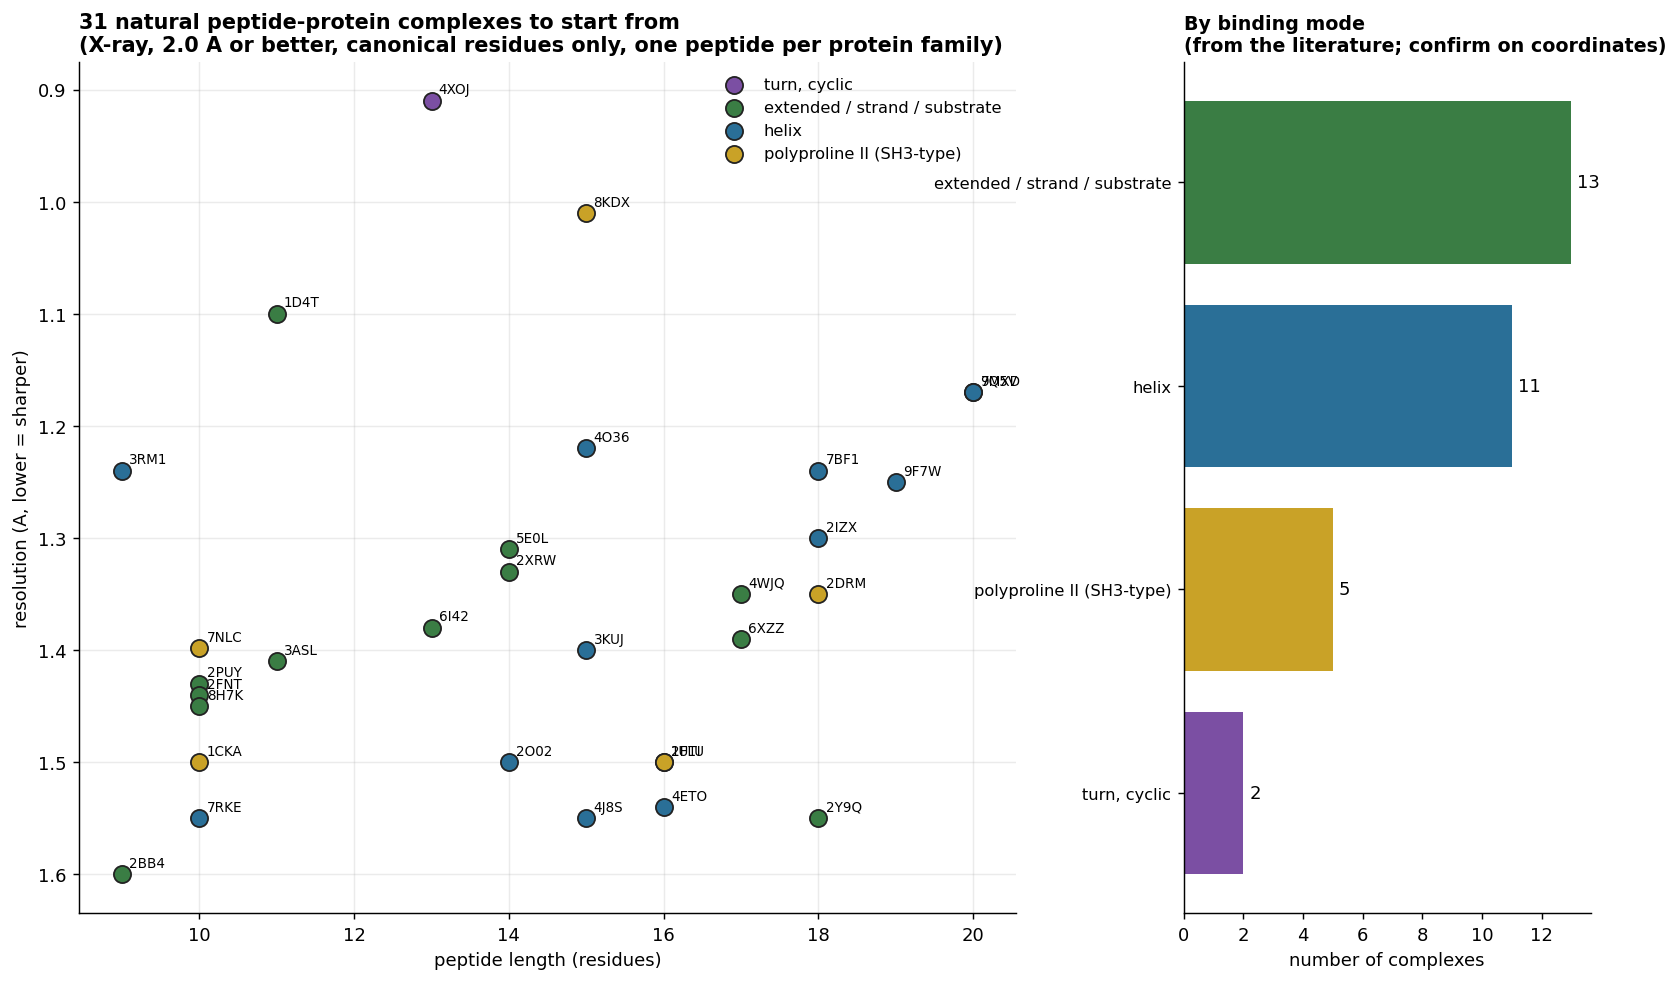 31 natural peptide-protein complexes to start from
(X-ray, 2.0 A or better, canonical residues only, one peptide per protein family)
turn, cyclic
extended / strand / substrate
helix
polyproline II (SH3-type)
resolution (A, lower = sharper)
0.9
1.0
1.1
1.2
1.3
1.4
1.5
1.6
4XOJ
8KDX
1D4T
4O36
3RM1
7BF1
9F7W
2IZX
5E0L
2XRW
4WJQ
2DRM
6I42
6XZZ
7NLC
3KUJ
3ASL
2PUY
2FNT
8H7K
1CKA
2O02
7RKE
4J8S
4ETO
2Y9Q
2BB4
10
12
14
16
18
20
peptide length (residues)
By binding mode
(from the literature; confirm on coordinates)
extended / strand / substrate
13
helix
11
polyproline II (SH3-type)
5
turn, cyclic
2
0
2
4
6
8
10
12
number of complexes